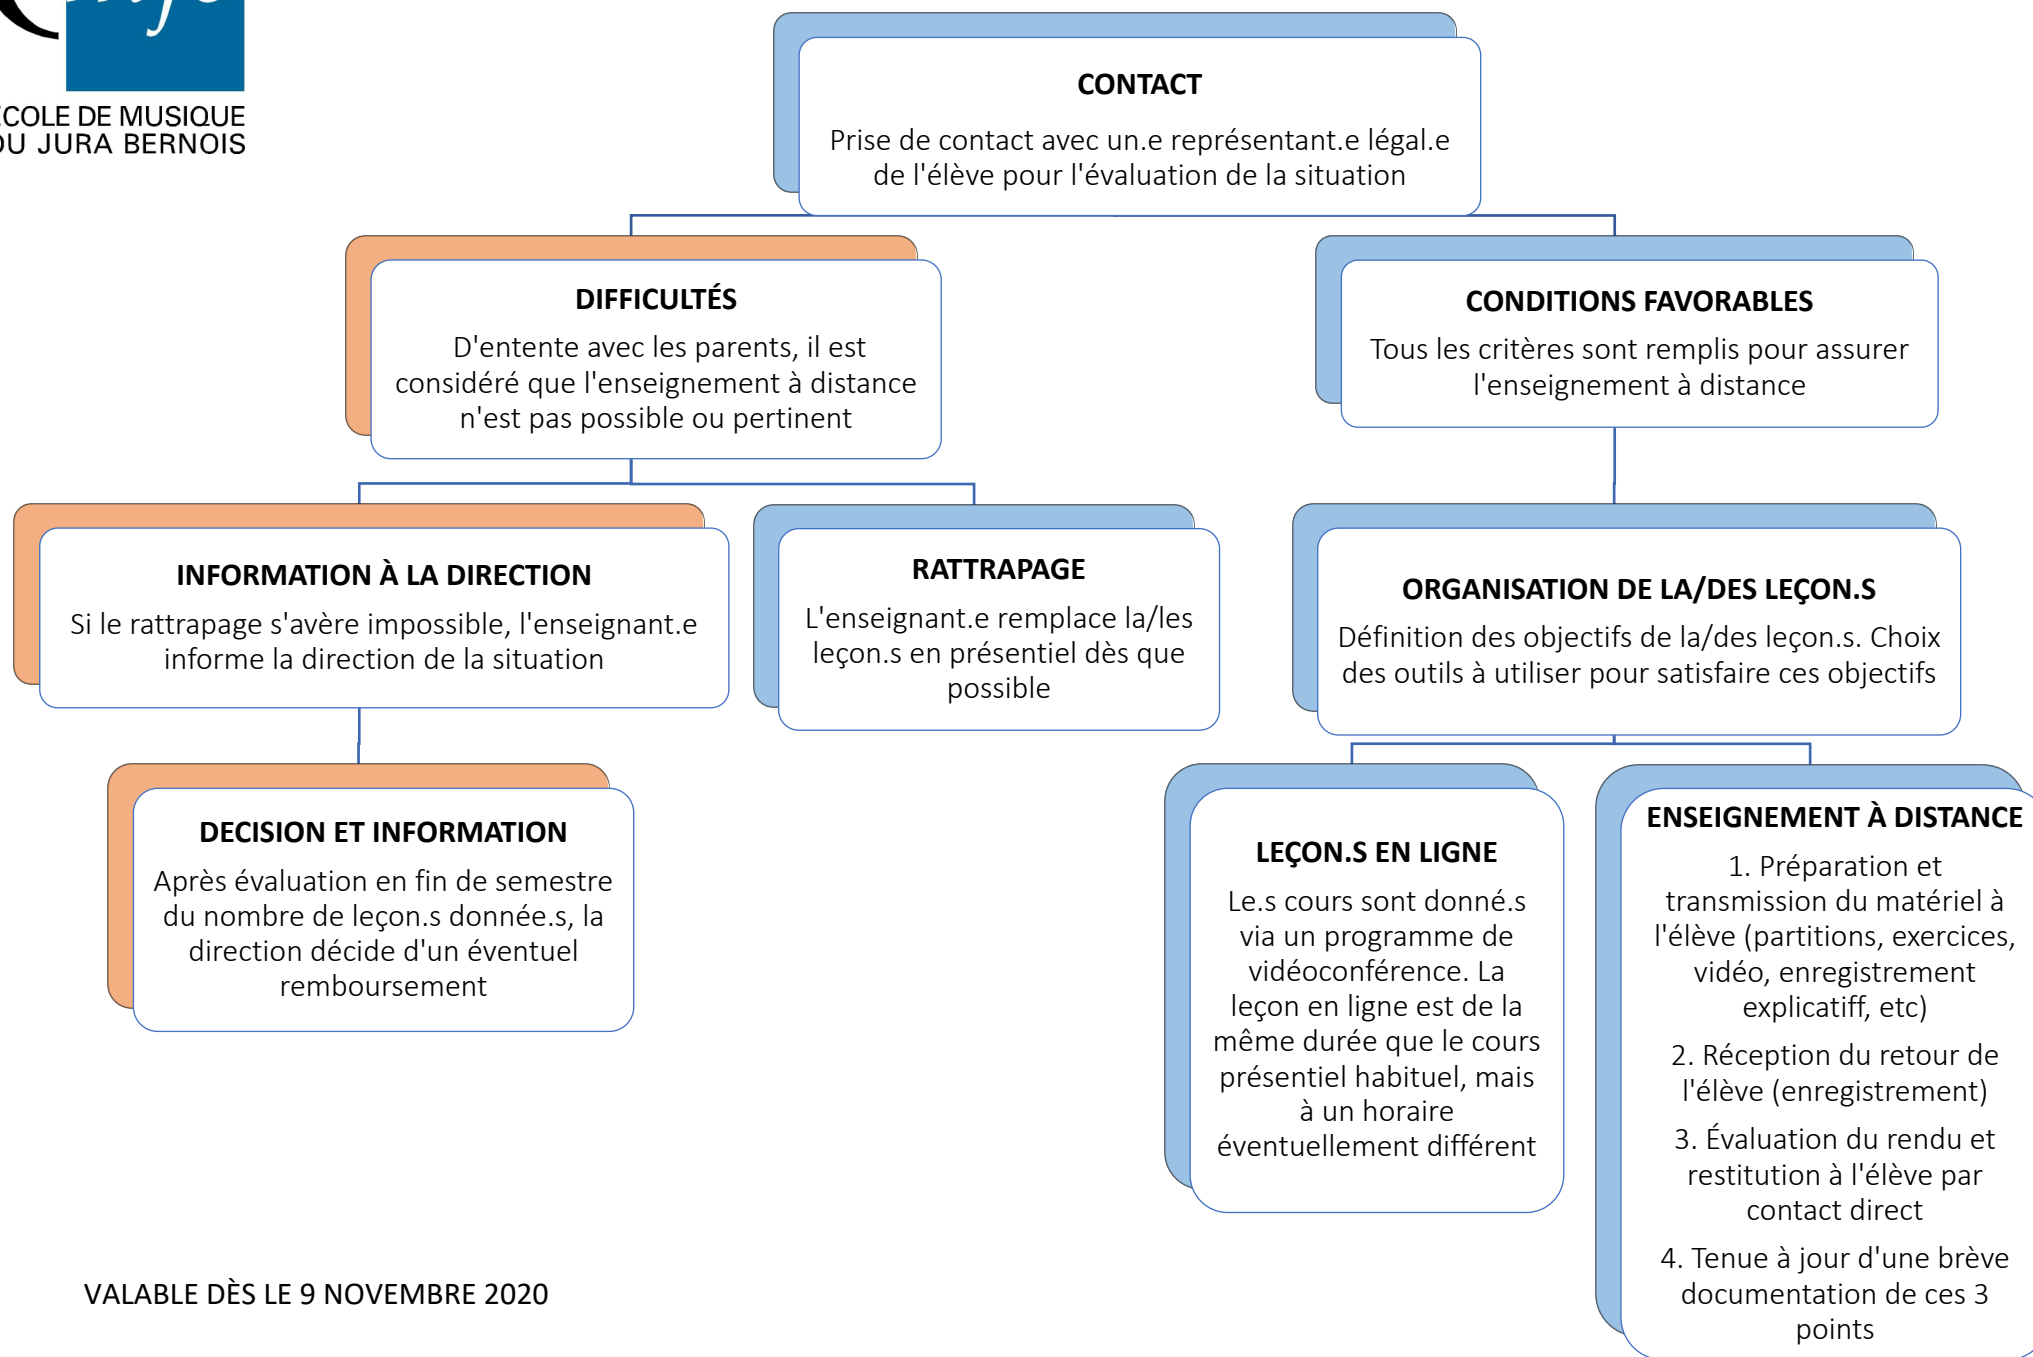 ECOLE DE MUSIQUE
DU JURA BERNOIS
CONTACT
Prise de contact avec un.e représentant.e légal.e
de l'élève pour l'évaluation de la situation
DIFFICULTÉS
D'entente avec les parents, il est
considéré que l'enseignement à distance
n'est pas possible ou pertinent
CONDITIONS FAVORABLES
Tous les critères sont remplis pour assurer
l'enseignement à distance
INFORMATION À LA DIRECTION
Si le rattrapage s'avère impossible, l'enseignant.e
informe la direction de la situation
RATTRAPAGE
L'enseignant.e remplace la/les
leçon.s en présentiel dès que
possible
ORGANISATION DE LA/DES LEÇON.S
Définition des objectifs de la/des leçon.s. Choix
des outils à utiliser pour satisfaire ces objectifs
DECISION ET INFORMATION
Après évaluation en fin de semestre
du nombre de leçon.s donnée.s, la
direction décide d'un éventuel
remboursement
LEÇON.S EN LIGNE
Le.s cours sont donné.s
via un programme de
vidéoconférence. La
leçon en ligne est de la
même durée que le cours
présentiel habituel, mais
à un horaire
éventuellement différent
ENSEIGNEMENT À DISTANCE
1. Préparation et
transmission du matériel à
l'élève (partitions, exercices,
vidéo, enregistrement
explicatiff, etc)
2. Réception du retour de
l'élève (enregistrement)
3. Évaluation du rendu et
restitution à l'élève par
contact direct
4. Tenue à jour d'une brève
documentation de ces 3
points
VALABLE DÈS LE 9 NOVEMBRE 2020